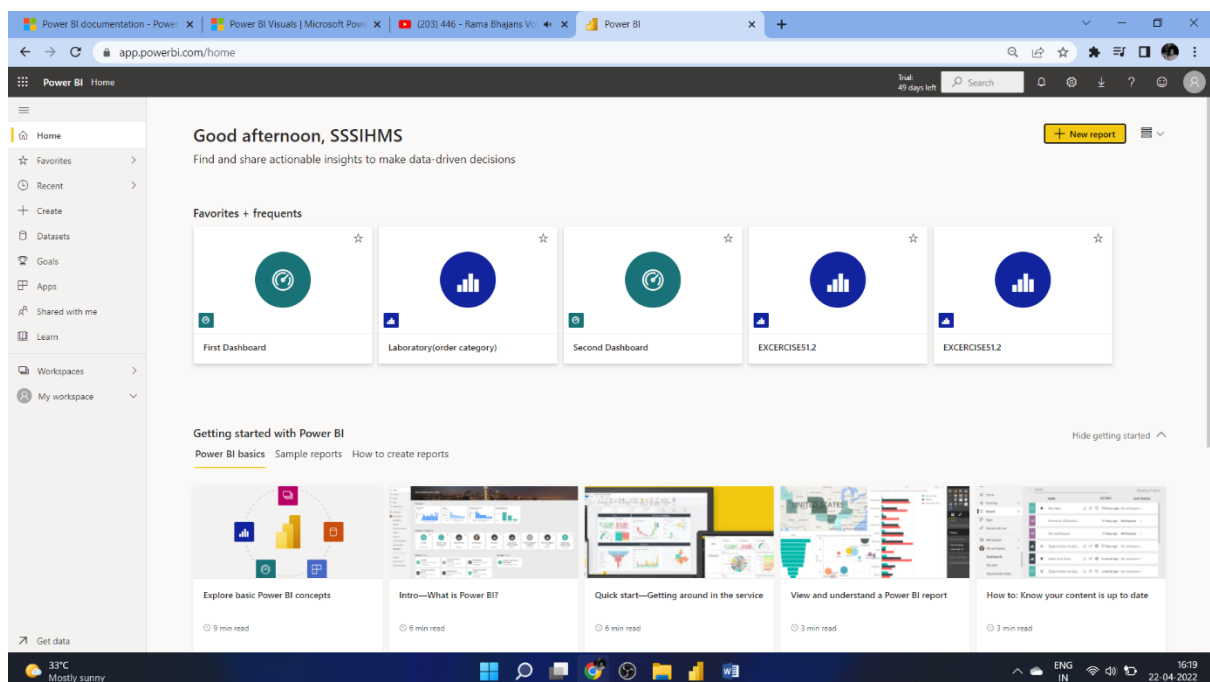 Power BI documentation - Power
Power BI Visuals | Microsoft Powe
(203) 446 - Rama Bhajans Vol
Power BI
app.powerbi.com/home
Power BI Home
Trial:
49 days left
Search
Home
Favorites
Recent
Create
Datasets
Goals
Apps
Shared with me
Learn
Workspaces
My workspace
Get data
Good afternoon, SSSIHMS
New report
Find and share actionable insights to make data-driven decisions
Favorites + frequents
First Dashboard
Laboratory(order category)
Second Dashboard
EXCERCISE51.2
EXCERCISE51.2
Getting started with Power BI
Hide getting started
Power BI basics Sample reports How to create reports
UNITED STATES
Explore basic Power BI concepts
Intro—What is Power BI?
Quick start—Getting around in the service
View and understand a Power BI report
How to: Know your content is up to date
9 min read
6 min read
6 min read
3 min read
3 min read
33°C
Mostly sunny
ENG
IN
16:19
22-04-2022